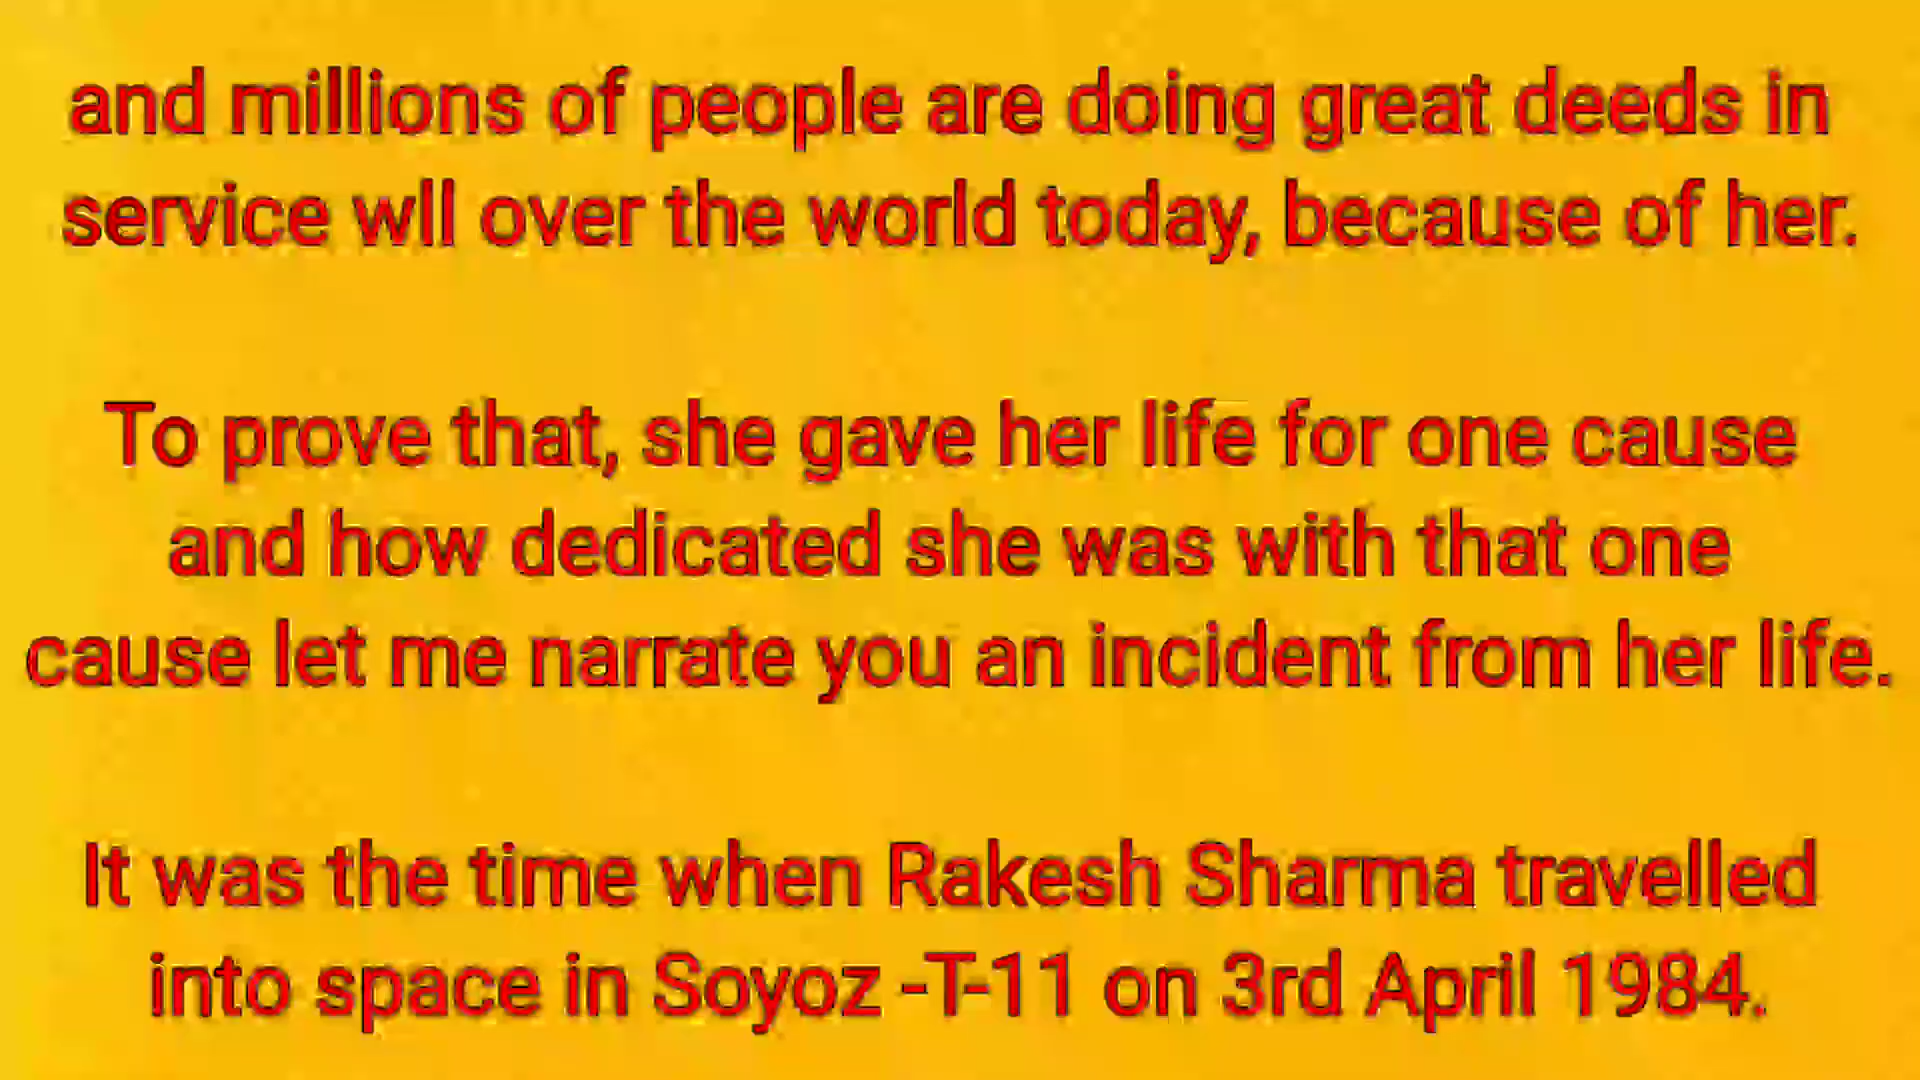 and millions of people are doing great deeds in
service wll over the world today, because of her.
To prove that, she gave her life for one cause
and how dedicated she was with that one
cause let me narrate you an incident from her life.
It was the time when Rakesh Sharma travelled
into space in Soyoz -T-11 on 3rd April 1984.